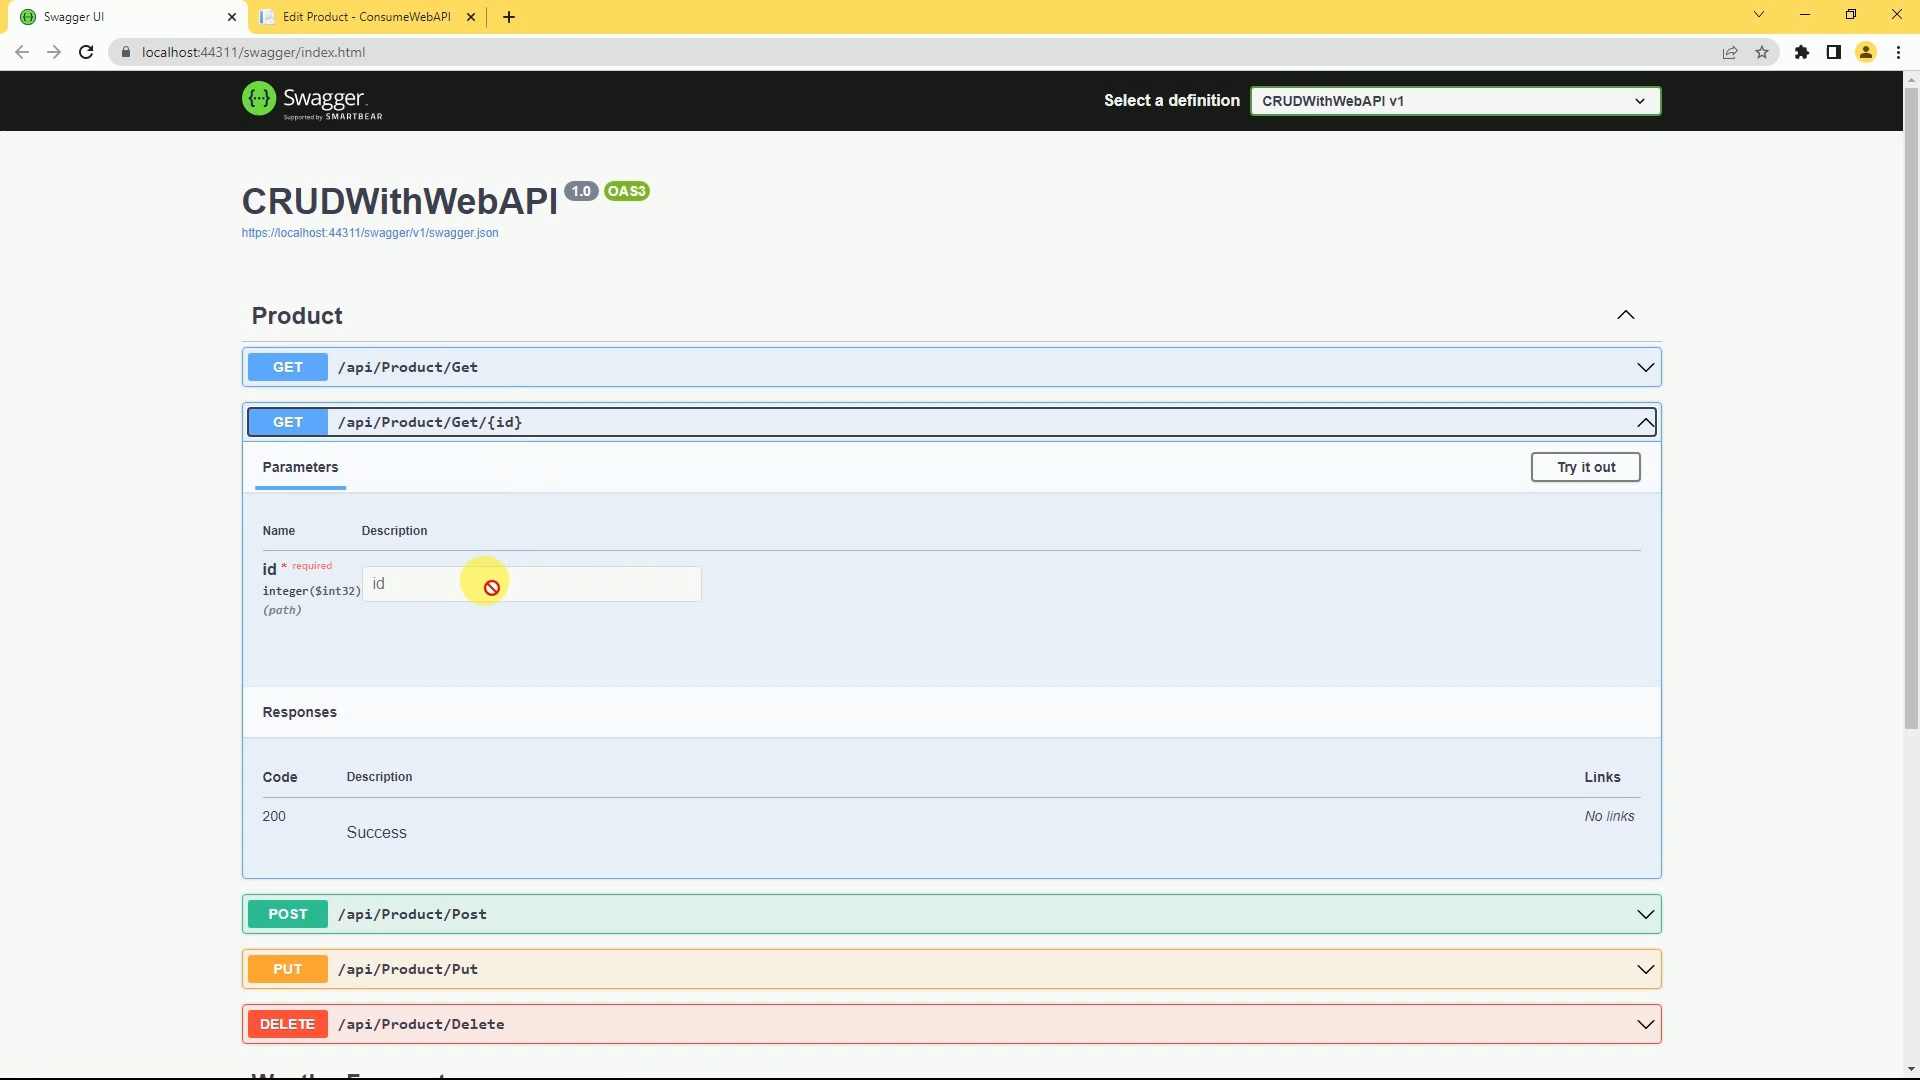 Swagger UI
Edit Product - ConsumeWebAPI
localhost:44311/swagger/index.html
Swagger.
Supported by SMARTBEAR
Select a definition
CRUDWithWebAPI v1
CRUDWithWebAPI 1.0 OAS3
https://localhost:44311/swagger/v1/swagger.json
Product
GET /api/Product/Get
GET /api/Product/Get/{id}
Parameters
Try it out
Name Description
id * required
integer($int32)
(path)
id
Responses
Code Description Links
200 Success No links
POST /api/Product/Post
PUT /api/Product/Put
DELETE /api/Product/Delete